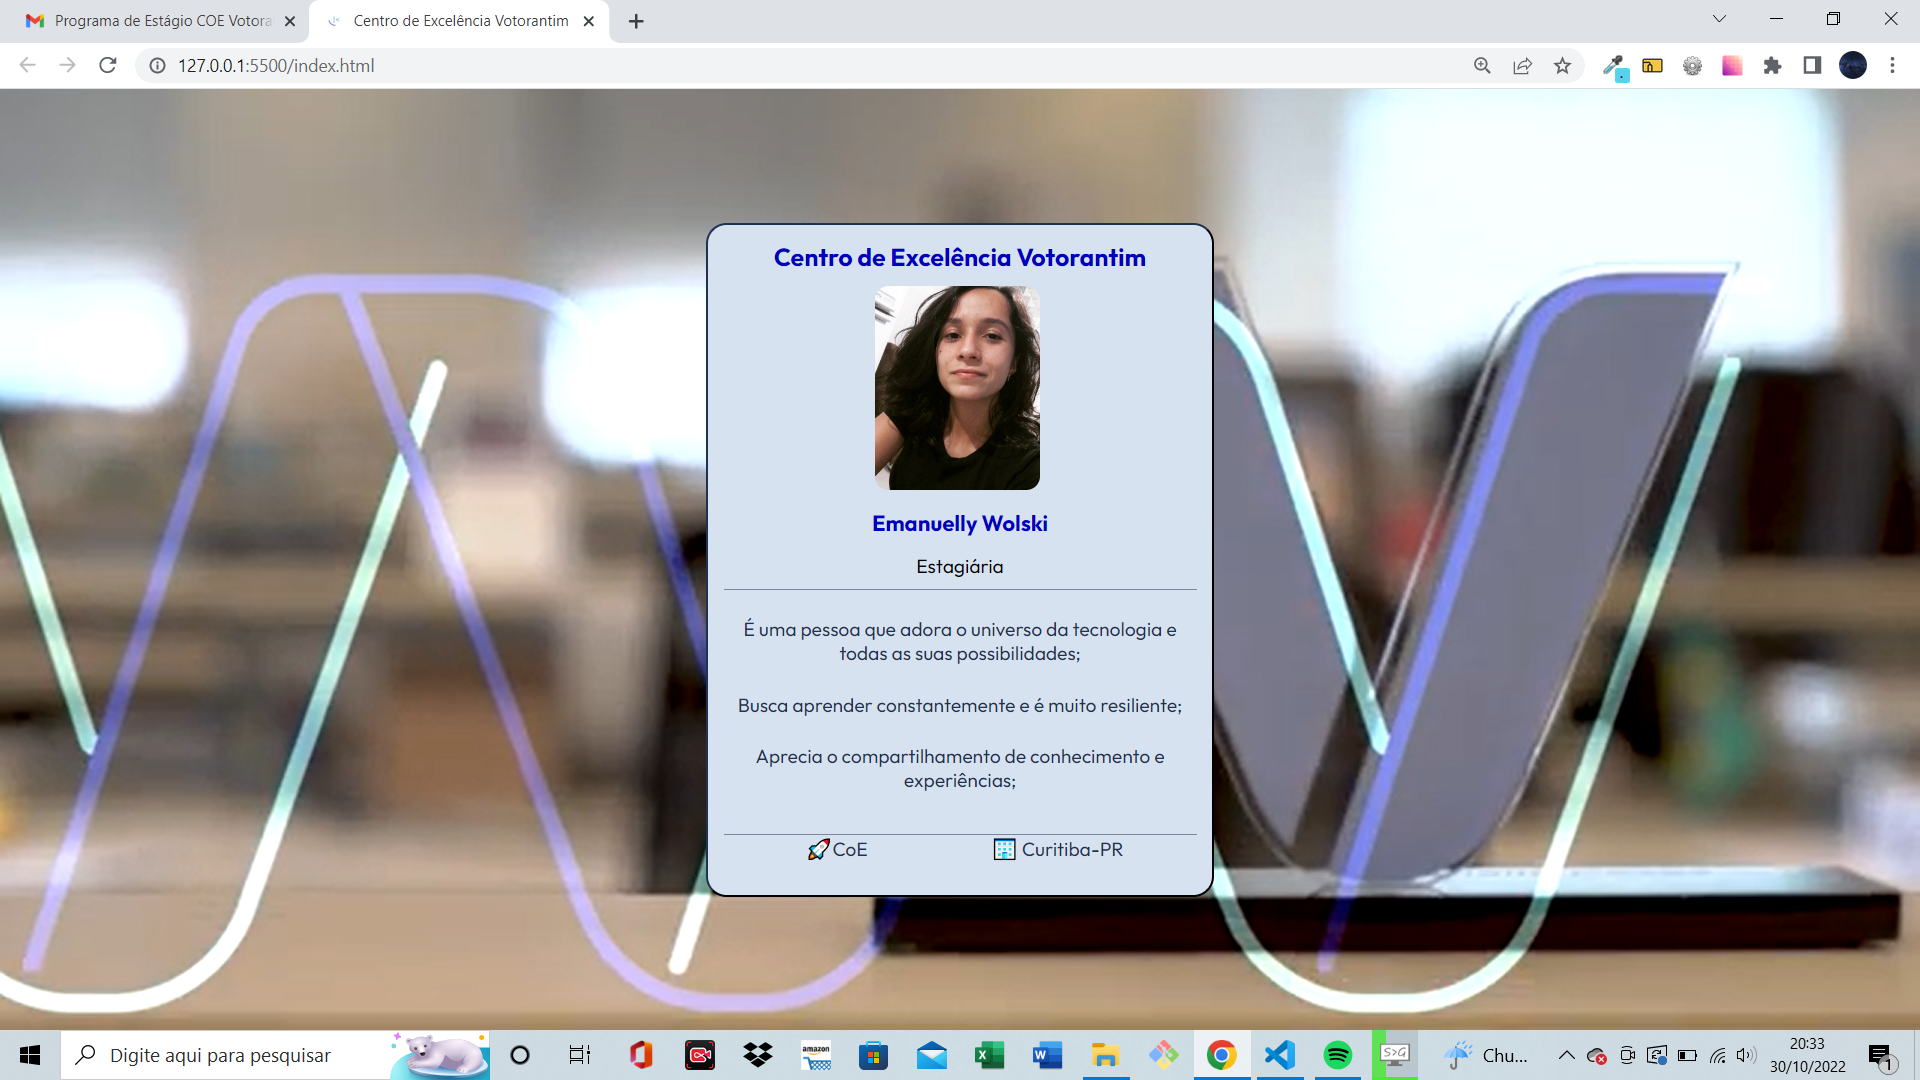 Programa de Estágio COE Votora
Centro de Excelência Votorantim
127.0.0.1:5500/index.html
Centro de Excelência Votorantim
Emanuelly Wolski
Estagiária
É uma pessoa que adora o universo da tecnologia e
todas as suas possibilidades;
Busca aprender constantemente e é muito resiliente;
Aprecia o compartilhamento de conhecimento e
experiências;
CoE
Curitiba-PR
Digite aqui para pesquisar
amazon
S>G
Chu...
20:33
30/10/2022
1